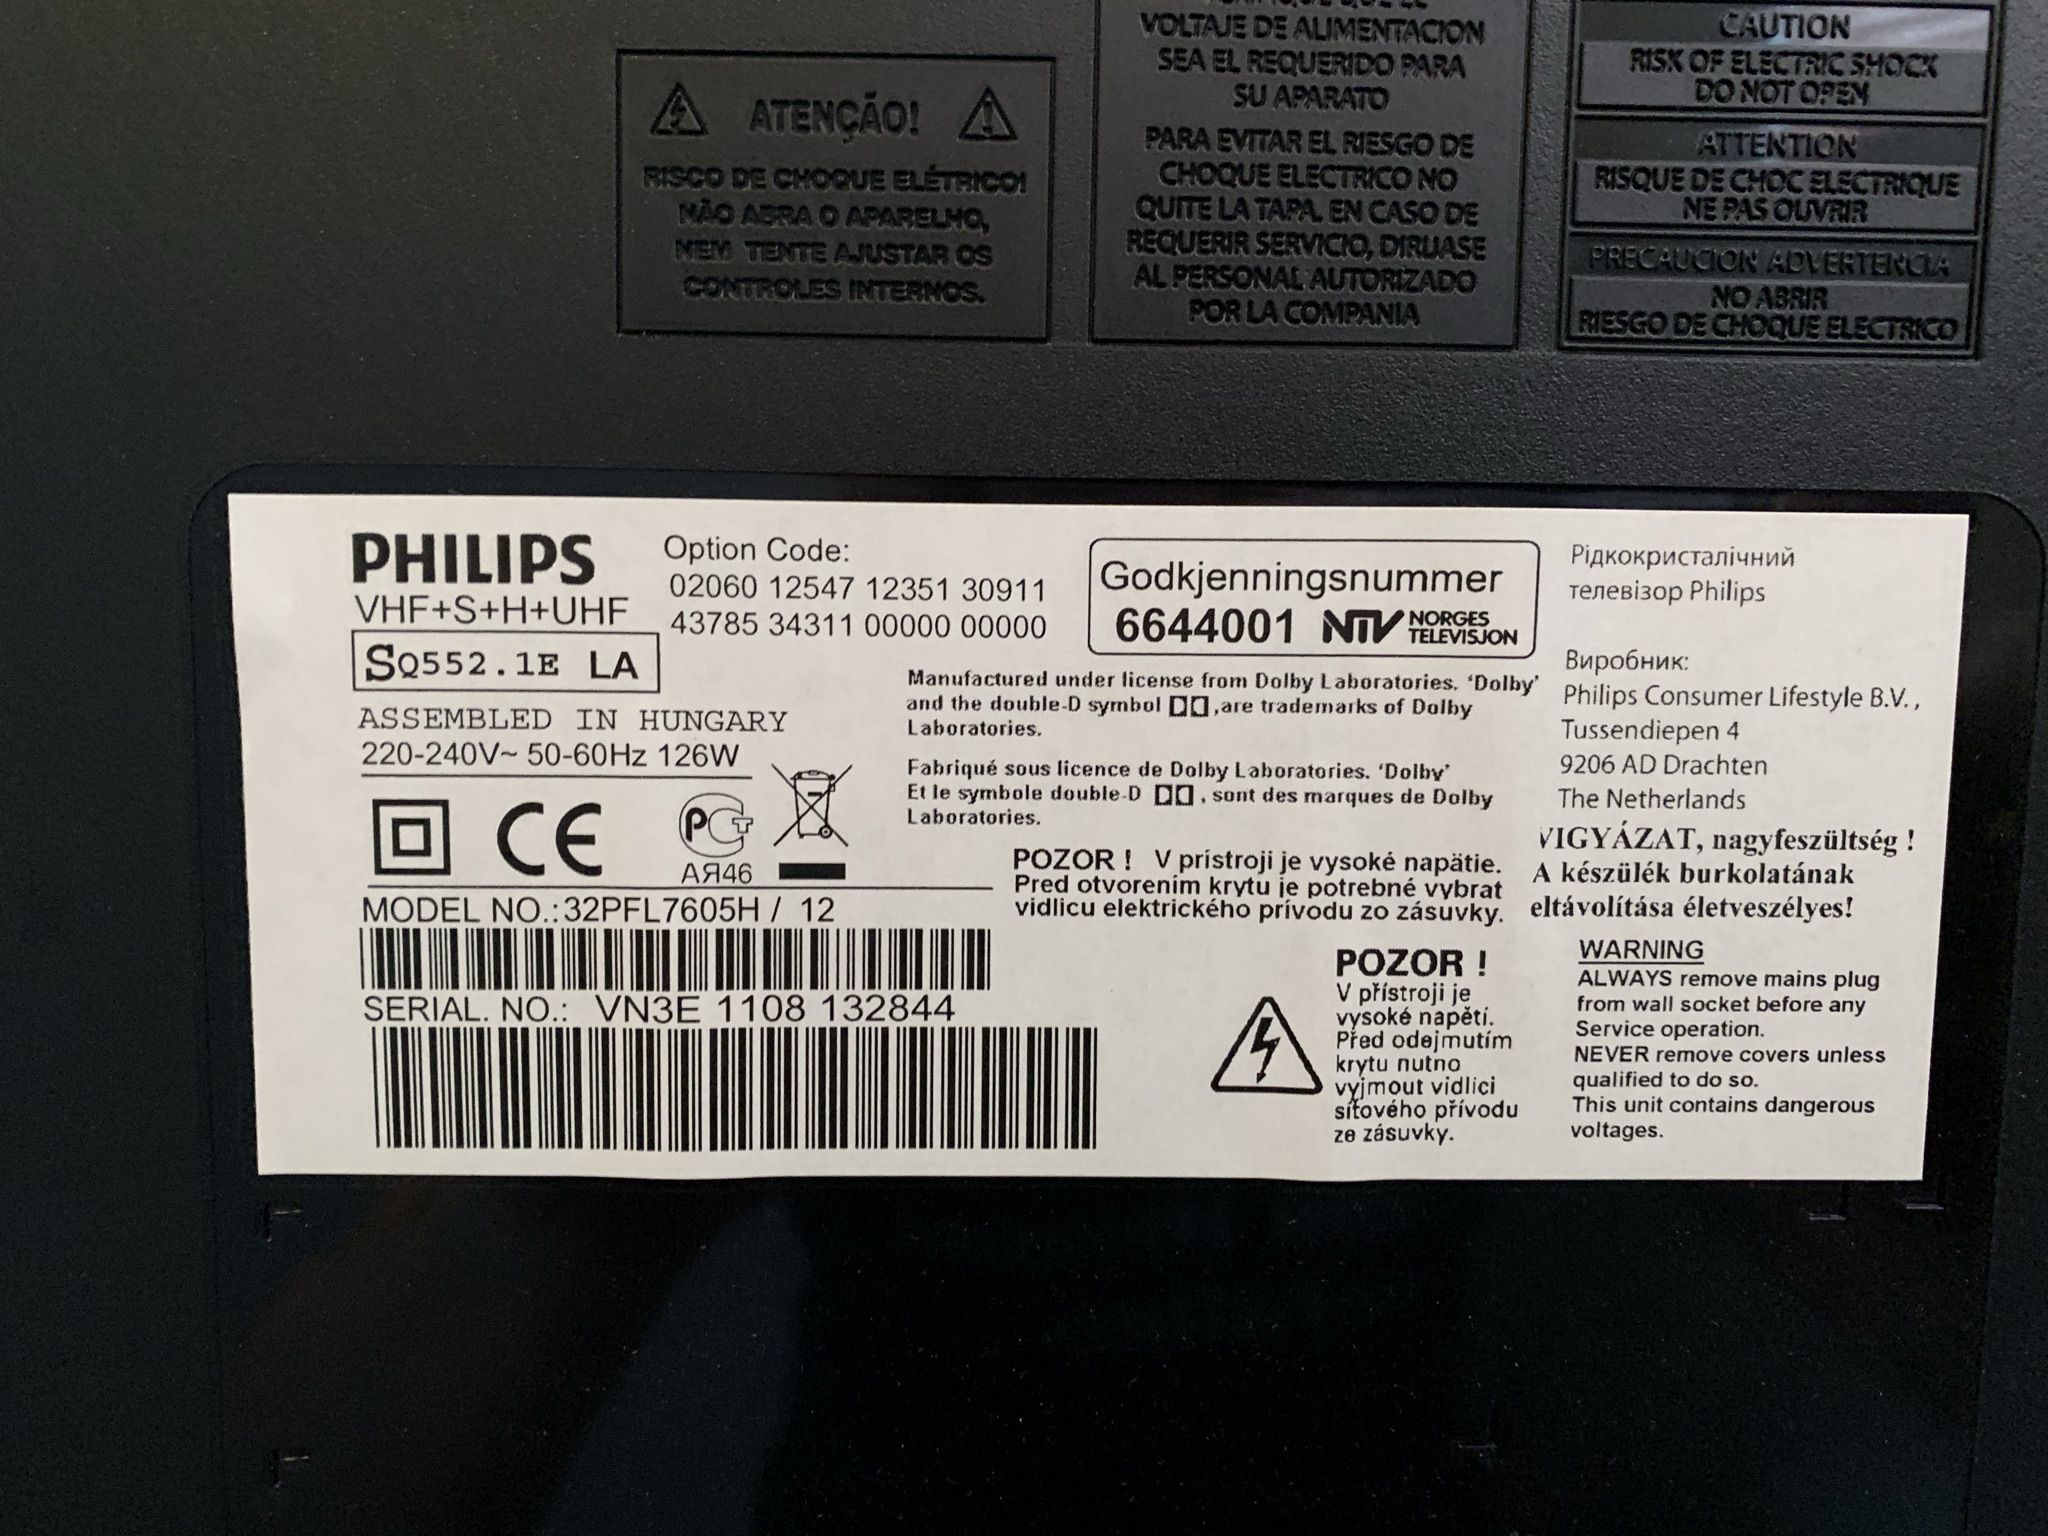 ATENÇÃO!
RISCO DE CHOQUE ELÉTRICO!
NÃO ABRA O APARELHO,
NEM TENTE AJUSTAR OS
CONTROLES INTERNOS.
VOLTAJE DE ALIMENTACION
SEA EL REQUERIDO PARA
SU APARATO
PARA EVITAR EL RIESGO DE
CHOQUE ELECTRICO NO
QUITE LA TAPA. EN CASO DE
REQUERIR SERVICIO, DIRIJASE
AL PERSONAL AUTORIZADO
POR LA COMPANIA
CAUTION
RISK OF ELECTRIC SHOCK
DO NOT OPEN
ATTENTION
RISQUE DE CHOC ELECTRIQUE
NE PAS OUVRIR
PRECAUCION ADVERTENCIA
NO ABRIR
RIESGO DE CHOQUE ELECTRICO
PHILIPS
VHF+S+H+UHF
SQ552.1E LA
ASSEMBLED IN HUNGARY
220-240V~ 50-60Hz 126W
CE
РСТ
АЯ46
MODEL NO.:32PFL7605H / 12
SERIAL. NO.: VN3E 1108 132844
Option Code:
02060 12547 12351 30911
43785 34311 00000 00000
Godkjenningsnummer
6644001 NTV NORGES
TELEVISJON
Manufactured under license from Dolby Laboratories. 'Dolby'
and the double-D symbol ,are trademarks of Dolby
Laboratories.
Fabriqué sous licence de Dolby Laboratories. 'Dolby'
Et le symbole double-D , sont des marques de Dolby
Laboratories.
POZOR ! V prístroji je vysoké napätie.
Pred otvorením krytu je potrebné vybrat
vidlicu elektrického prívodu zo zásuvky.
POZOR !
V přístroji je
vysoké napětí.
Před odejmutím
krytu nutno
vyjmout vidlici
síťového přívodu
ze zásuvky.
Рідкокристалічний
телевізор Philips
Виробник:
Philips Consumer Lifestyle B.V.,
Tussendiepen 4
9206 AD Drachten
The Netherlands
VIGYÁZAT, nagyfeszültség !
A készülék burkolatának
eltávolítása életveszélyes!
WARNING
ALWAYS remove mains plug
from wall socket before any
Service operation.
NEVER remove covers unless
qualified to do so.
This unit contains dangerous
voltages.